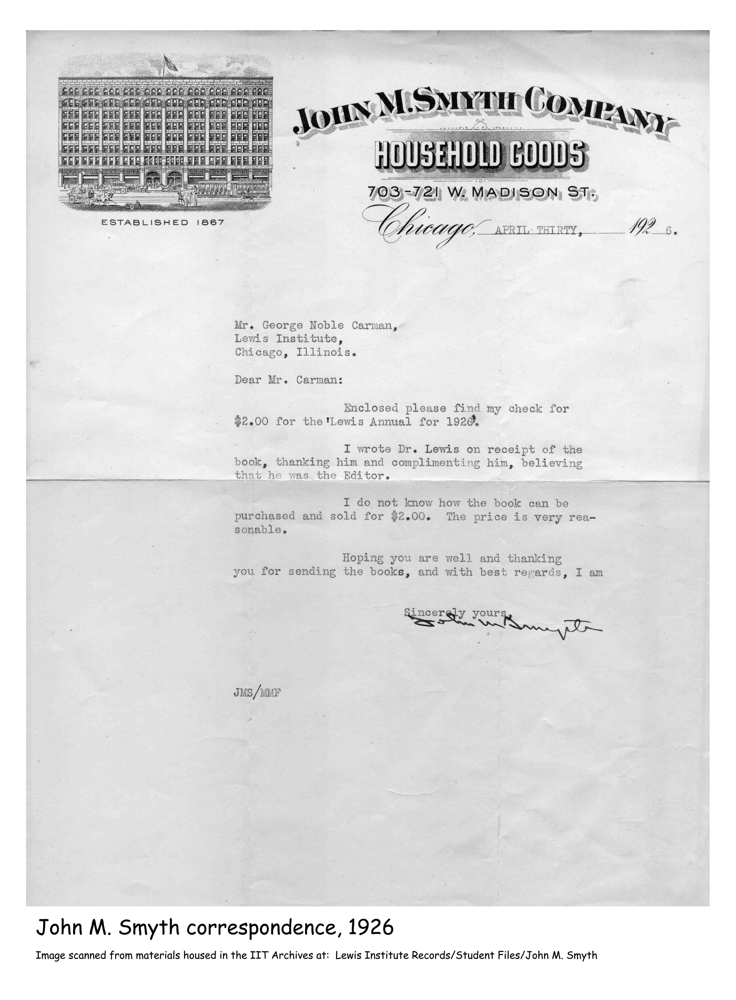 JOHN M. SMYTH COMPANY
HOUSEHOLD GOODS
703-721 W. MADISON ST.
ESTABLISHED 1867
Chicago, APRIL THIRTY, 192 6.
Mr. George Noble Carman,
Lewis Institute,
Chicago, Illinois.
Dear Mr. Carman:
Enclosed please find my check for
$2.00 for the 'Lewis Annual for 1926'.
I wrote Dr. Lewis on receipt of the
book, thanking him and complimenting him, believing
that he was the Editor.
I do not know how the book can be
purchased and sold for $2.00. The price is very rea-
sonable.
Hoping you are well and thanking
you for sending the books, and with best regards, I am
Sincerely yours,
John M Smyth
JMS/MMF
John M. Smyth correspondence, 1926
Image scanned from materials housed in the IIT Archives at: Lewis Institute Records/Student Files/John M. Smyth